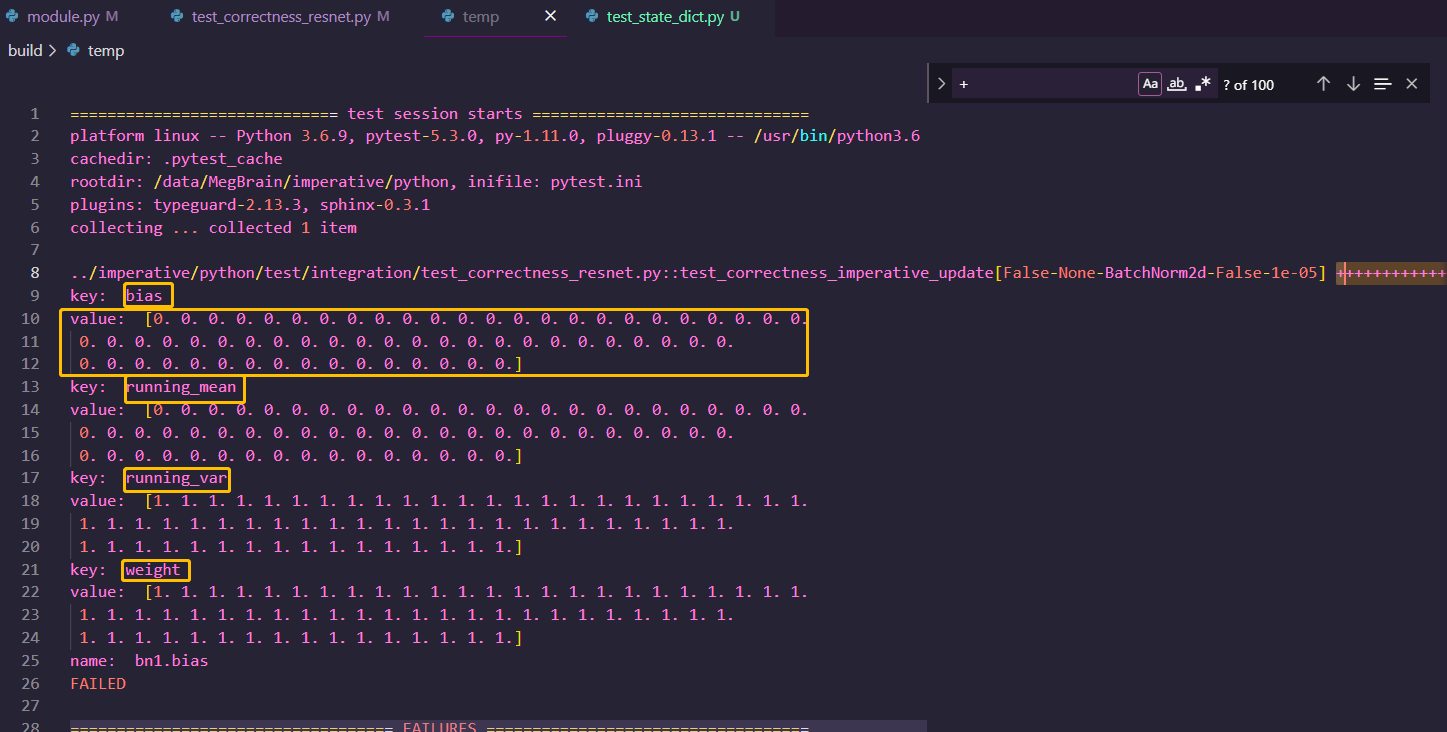 module.py M test_correctness_resnet.py M temp × test_state_dict.py U
build > temp
> + Aa ab .* ? of 100
1 ============================= test session starts ==============================
2 platform linux -- Python 3.6.9, pytest-5.3.0, py-1.11.0, pluggy-0.13.1 -- /usr/bin/python3.6
3 cachedir: .pytest_cache
4 rootdir: /data/MegBrain/imperative/python, inifile: pytest.ini
5 plugins: typeguard-2.13.3, sphinx-0.3.1
6 collecting ... collected 1 item
7
8 ../imperative/python/test/integration/test_correctness_resnet.py::test_correctness_imperative_update[False-None-BatchNorm2d-False-1e-05] ++++++++++++
9 key:  bias
10 value:  [0. 0. 0. 0. 0. 0. 0. 0. 0. 0. 0. 0. 0. 0. 0. 0. 0. 0. 0. 0. 0. 0. 0. 0.
11 0. 0. 0. 0. 0. 0. 0. 0. 0. 0. 0. 0. 0. 0. 0. 0. 0. 0. 0. 0. 0. 0. 0. 0.
12 0. 0. 0. 0. 0. 0. 0. 0. 0. 0. 0. 0. 0. 0. 0. 0.]
13 key:  running_mean
14 value:  [0. 0. 0. 0. 0. 0. 0. 0. 0. 0. 0. 0. 0. 0. 0. 0. 0. 0. 0. 0. 0. 0. 0. 0.
15 0. 0. 0. 0. 0. 0. 0. 0. 0. 0. 0. 0. 0. 0. 0. 0. 0. 0. 0. 0. 0. 0. 0. 0.
16 0. 0. 0. 0. 0. 0. 0. 0. 0. 0. 0. 0. 0. 0. 0. 0.]
17 key:  running_var
18 value:  [1. 1. 1. 1. 1. 1. 1. 1. 1. 1. 1. 1. 1. 1. 1. 1. 1. 1. 1. 1. 1. 1. 1. 1.
19 1. 1. 1. 1. 1. 1. 1. 1. 1. 1. 1. 1. 1. 1. 1. 1. 1. 1. 1. 1. 1. 1. 1. 1.
20 1. 1. 1. 1. 1. 1. 1. 1. 1. 1. 1. 1. 1. 1. 1. 1.]
21 key:  weight
22 value:  [1. 1. 1. 1. 1. 1. 1. 1. 1. 1. 1. 1. 1. 1. 1. 1. 1. 1. 1. 1. 1. 1. 1. 1.
23 1. 1. 1. 1. 1. 1. 1. 1. 1. 1. 1. 1. 1. 1. 1. 1. 1. 1. 1. 1. 1. 1. 1. 1.
24 1. 1. 1. 1. 1. 1. 1. 1. 1. 1. 1. 1. 1. 1. 1. 1.]
25 name:  bn1.bias
26 FAILED
27
28 =================================== FAILURES ===================================